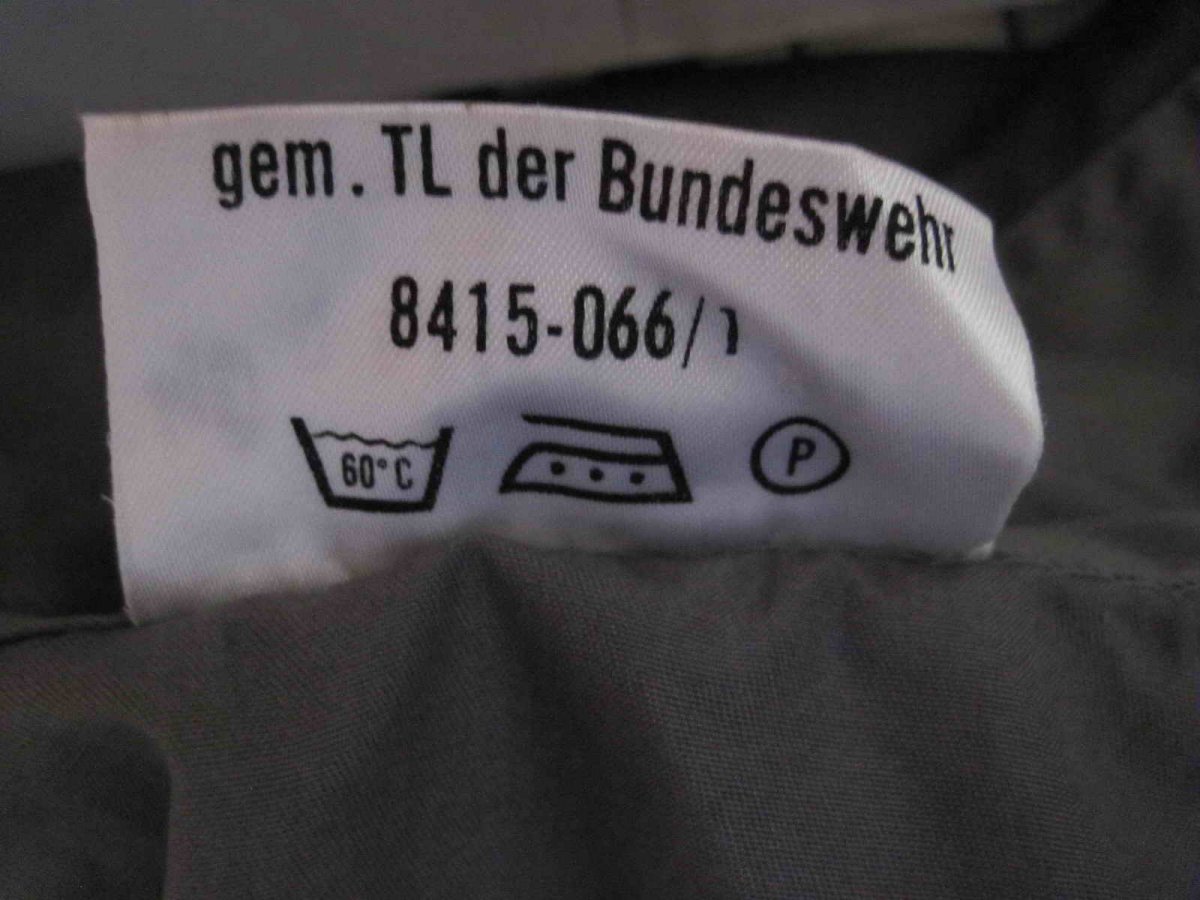 gem. TL der Bundeswehr
8415-066/1
60°C
P